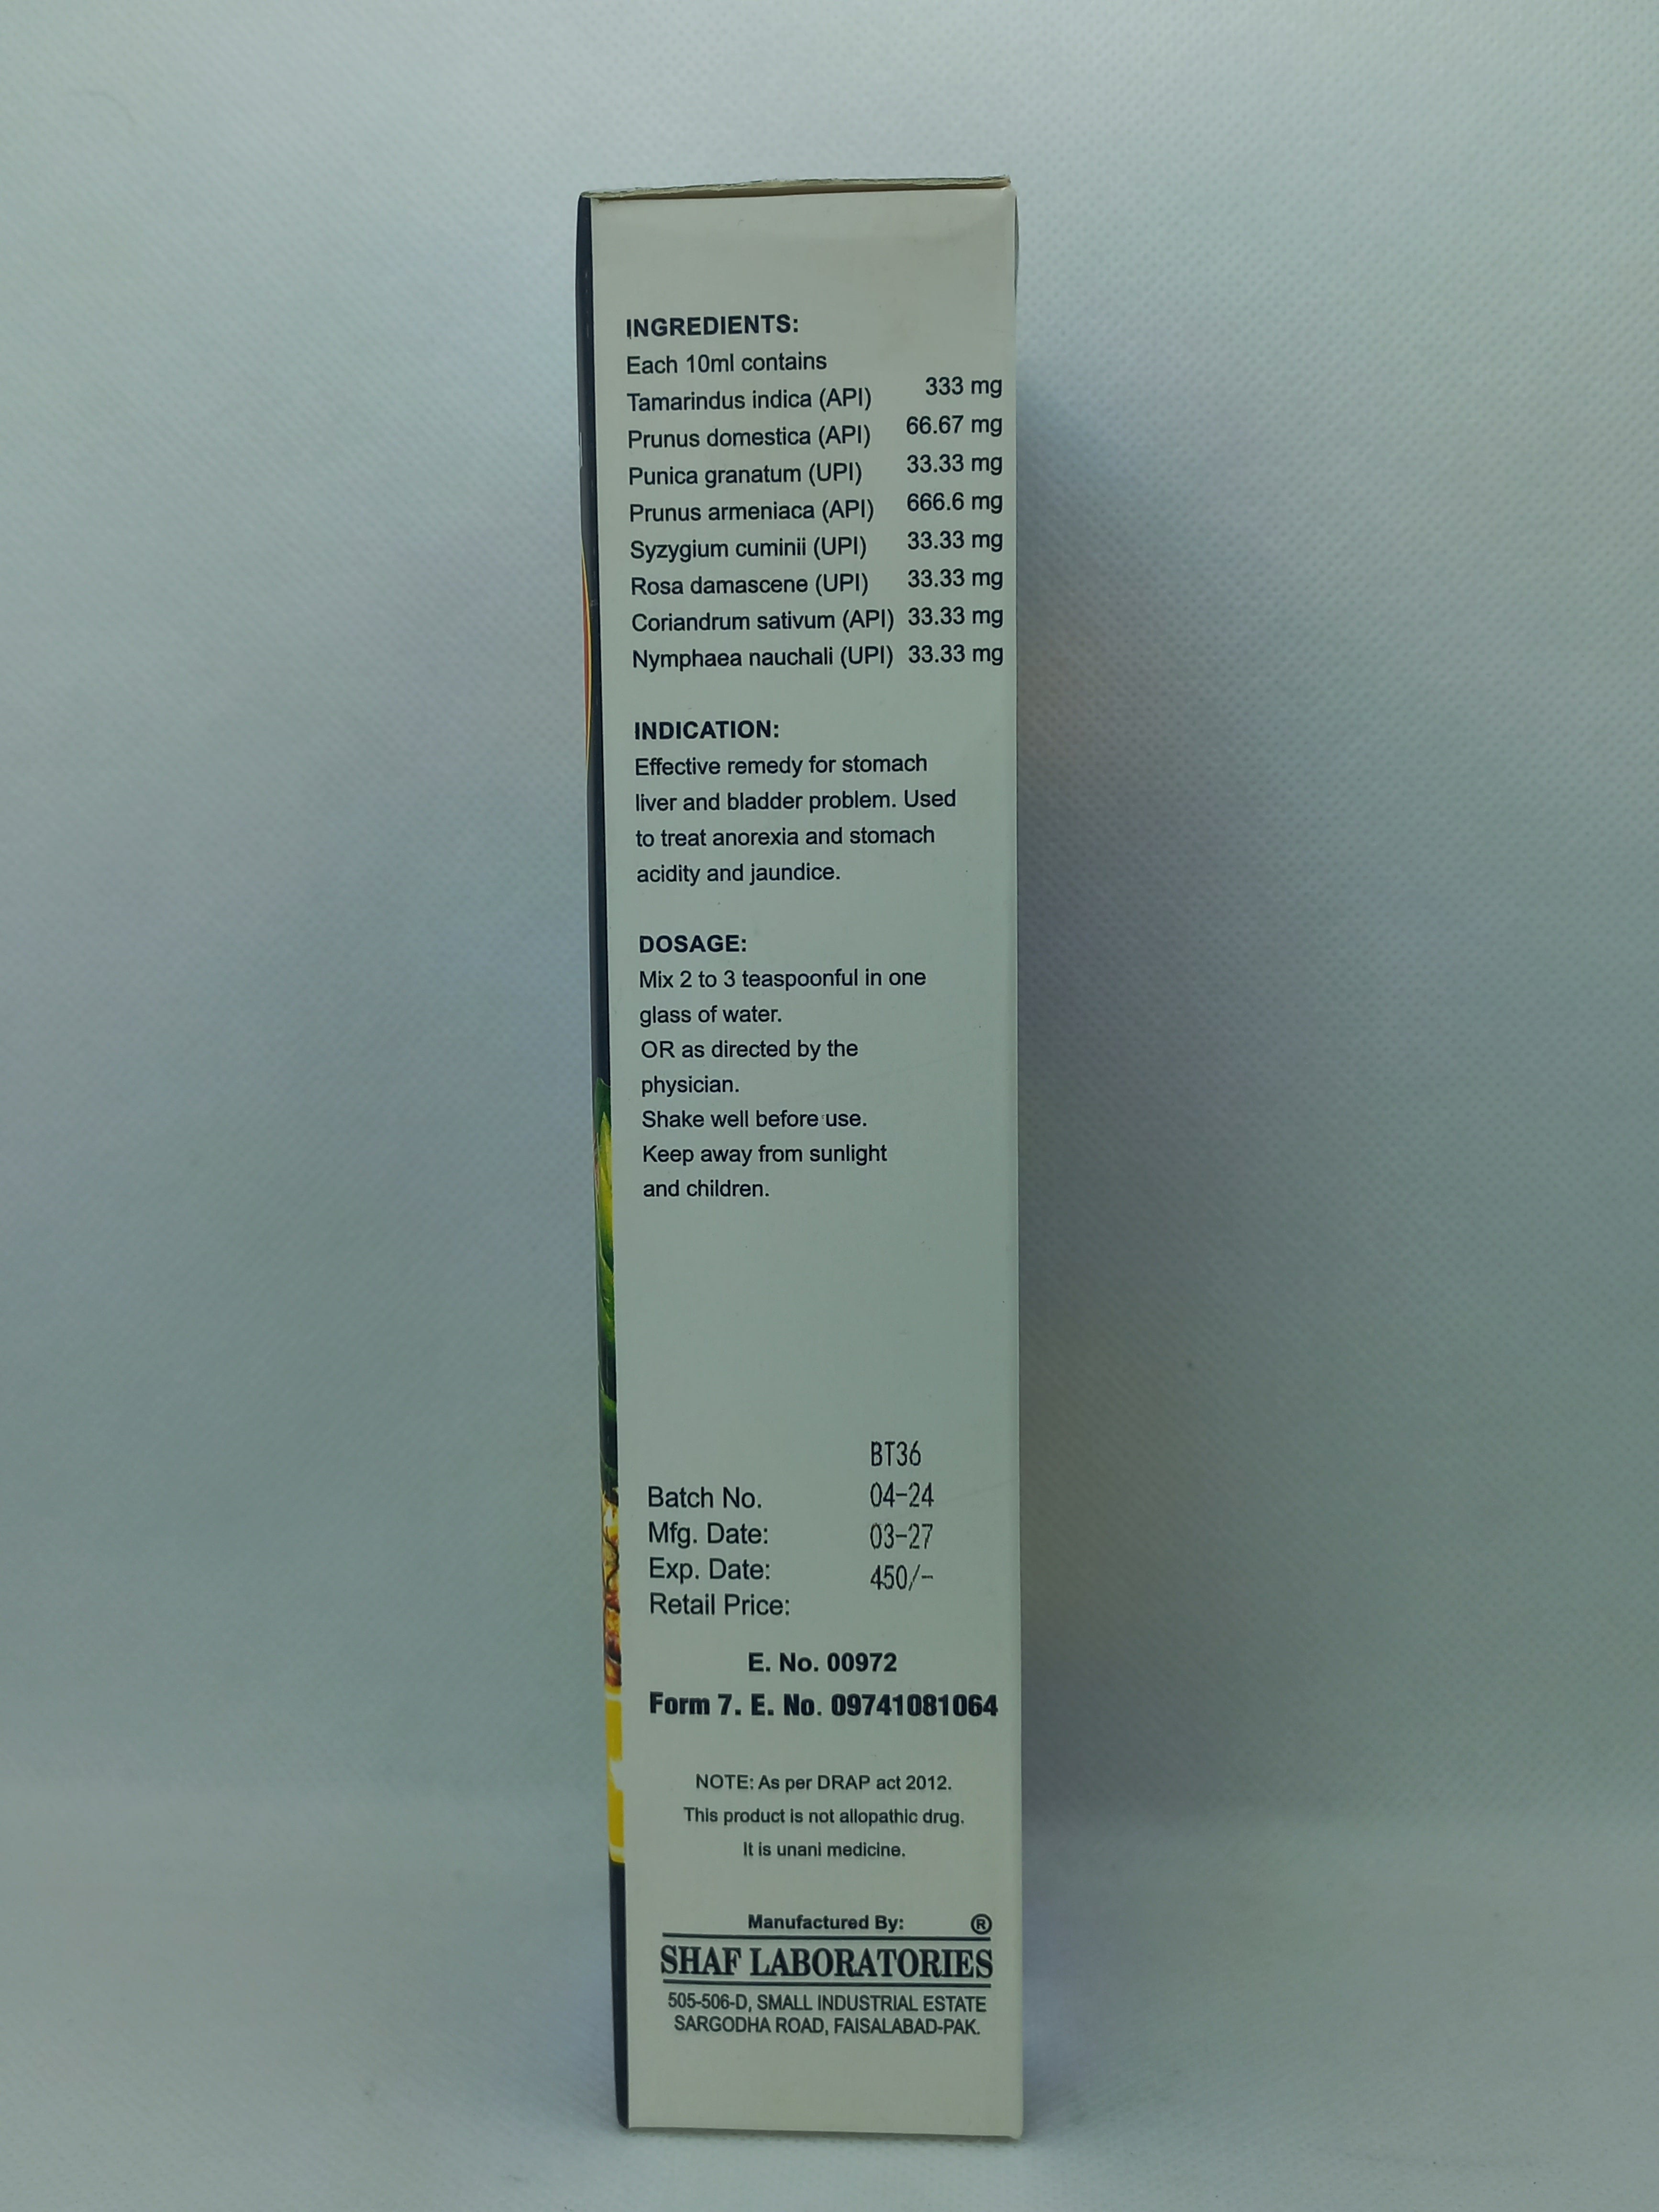 INGREDIENTS:
Each 10ml contains
Tamarindus indica (API) 333 mg
Prunus domestica (API) 66.67 mg
Punica granatum (UPI) 33.33 mg
Prunus armeniaca (API) 666.6 mg
Syzygium cuminii (UPI) 33.33 mg
Rosa damascene (UPI) 33.33 mg
Coriandrum sativum (API) 33.33 mg
Nymphaea nauchali (UPI) 33.33 mg
INDICATION:
Effective remedy for stomach
liver and bladder problem. Used
to treat anorexia and stomach
acidity and jaundice.
DOSAGE:
Mix 2 to 3 teaspoonful in one
glass of water.
OR as directed by the
physician.
Shake well before use.
Keep away from sunlight
and children.
Batch No. BT36
Mfg. Date: 04-24
Exp. Date: 03-27
Retail Price: 450/-
E. No. 00972
Form 7. E. No. 09741081064
NOTE: As per DRAP act 2012.
This product is not allopathic drug.
It is unani medicine.
Manufactured By: ®
SHAF LABORATORIES
505-506-D, SMALL INDUSTRIAL ESTATE
SARGODHA ROAD, FAISALABAD-PAK.